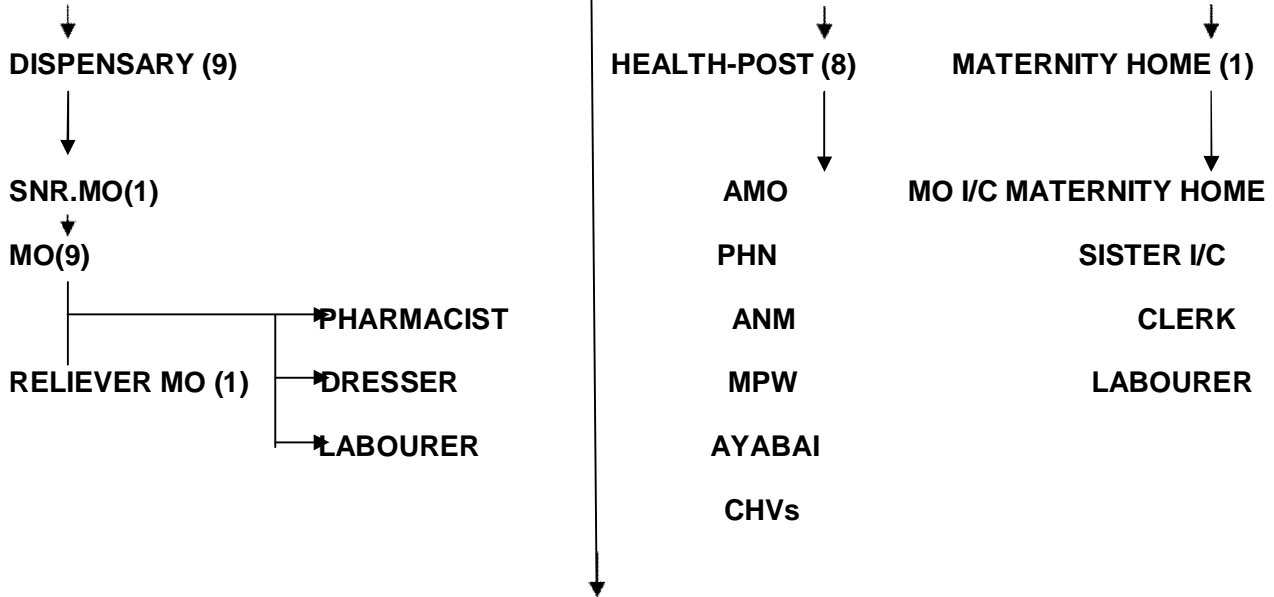 DISPENSARY (9)
HEALTH-POST (8)
MATERNITY HOME (1)
SNR.MO(1)
AMO
MO I/C MATERNITY HOME
MO(9)
PHN
SISTER I/C
PHARMACIST
ANM
CLERK
RELIEVER MO (1)
DRESSER
MPW
LABOURER
LABOURER
AYABAI
CHVs